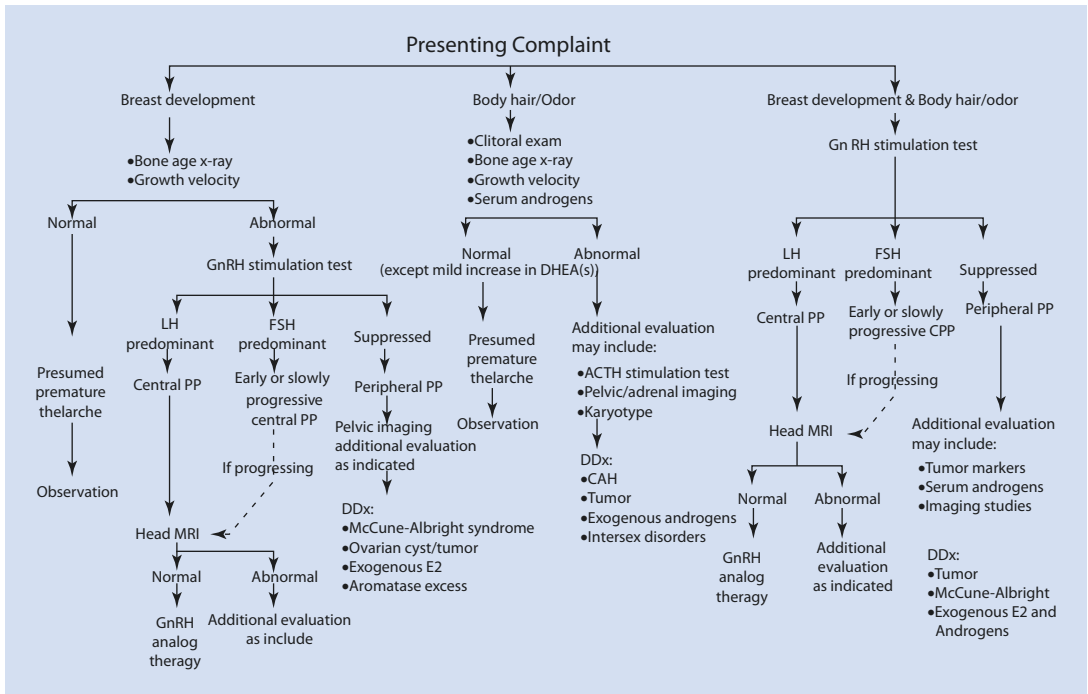 Presenting Complaint
Breast development
•Bone age x-ray
•Growth velocity
Normal
Abnormal
GnRH stimulation test
Presumed
premature
thelarche
Observation
LH
predominant
Central PP
FSH
predominant
Early or slowly
progressive
central PP
If progressing
Suppressed
Peripheral PP
Pelvic imaging
additional evaluation
as indicated
DDx:
•McCune-Albright syndrome
•Ovarian cyst/tumor
•Exogenous E2
•Aromatase excess
Head MRI
Normal
Abnormal
GnRH
analog
therapy
Additional evaluation
as include
Body hair/Odor
•Clitoral exam
•Bone age x-ray
•Growth velocity
•Serum androgens
Normal
(except mild increase in DHEA(s))
Abnormal
Presumed
premature
thelarche
Observation
Additional evaluation
may include:
•ACTH stimulation test
•Pelvic/adrenal imaging
•Karyotype
DDx:
•CAH
•Tumor
•Exogenous androgens
•Intersex disorders
Breast development & Body hair/odor
Gn RH stimulation test
LH
predominant
Central PP
FSH
predominant
Early or slowly
progressive CPP
If progressing
Suppressed
Peripheral PP
Head MRI
Normal
Abnormal
GnRH
analog
therapy
Additional
evaluation
as indicated
Additional evaluation
may include:
•Tumor markers
•Serum androgens
•Imaging studies
DDx:
•Tumor
•McCune-Albright
•Exogenous E2 and
Androgens